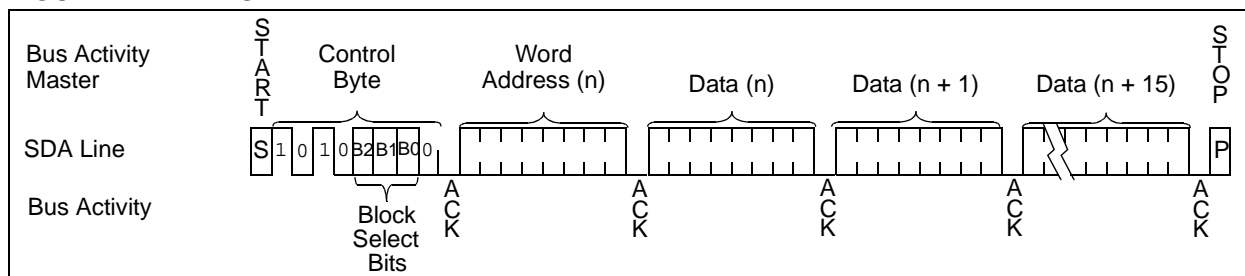 Bus Activity
Master
START
Control
Byte
Word
Address (n)
Data (n)
Data (n + 1)
Data (n + 15)
STOP
SDA Line
S 1 0 1 0 B2 B1 B0 0
P
Bus Activity
ACK
ACK
ACK
ACK
ACK
Block
Select
Bits